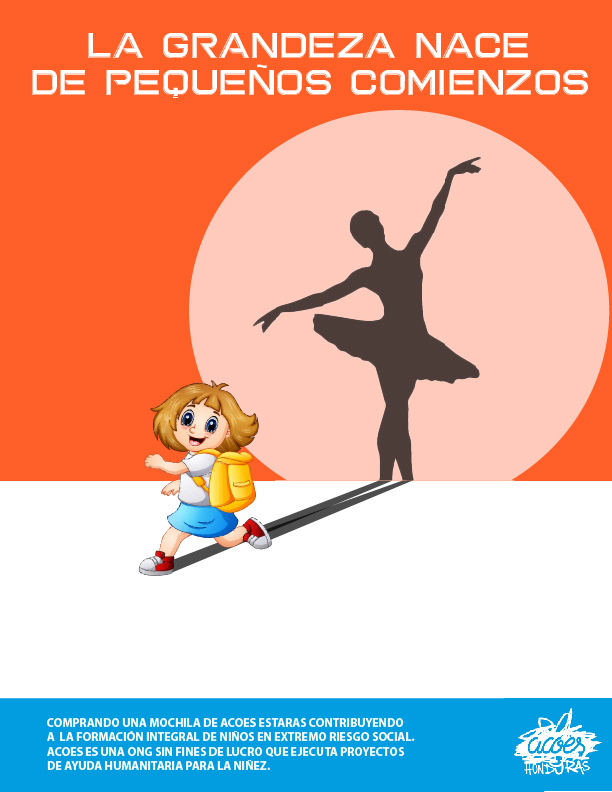 LA GRANDEZA NACE
DE PEQUEÑOS COMIENZOS
COMPRANDO UNA MOCHILA DE ACOES ESTARAS CONTRIBUYENDO
A LA FORMACIÓN INTEGRAL DE NIÑOS EN EXTREMO RIESGO SOCIAL.
ACOES ES UNA ONG SIN FINES DE LUCRO QUE EJECUTA PROYECTOS
DE AYUDA HUMANITARIA PARA LA NIÑEZ.
acoes
HONDURAS